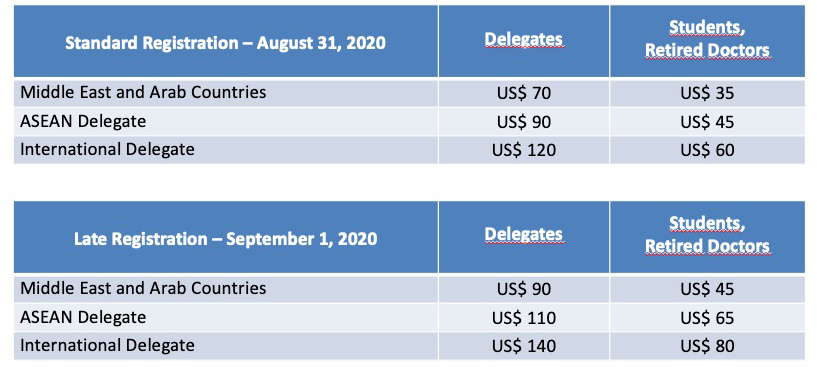 Standard Registration – August 31, 2020 Delegates Students, Retired Doctors
Middle East and Arab Countries US$ 70 US$ 35
ASEAN Delegate US$ 90 US$ 45
International Delegate US$ 120 US$ 60
Late Registration – September 1, 2020 Delegates Students, Retired Doctors
Middle East and Arab Countries US$ 90 US$ 45
ASEAN Delegate US$ 110 US$ 65
International Delegate US$ 140 US$ 80